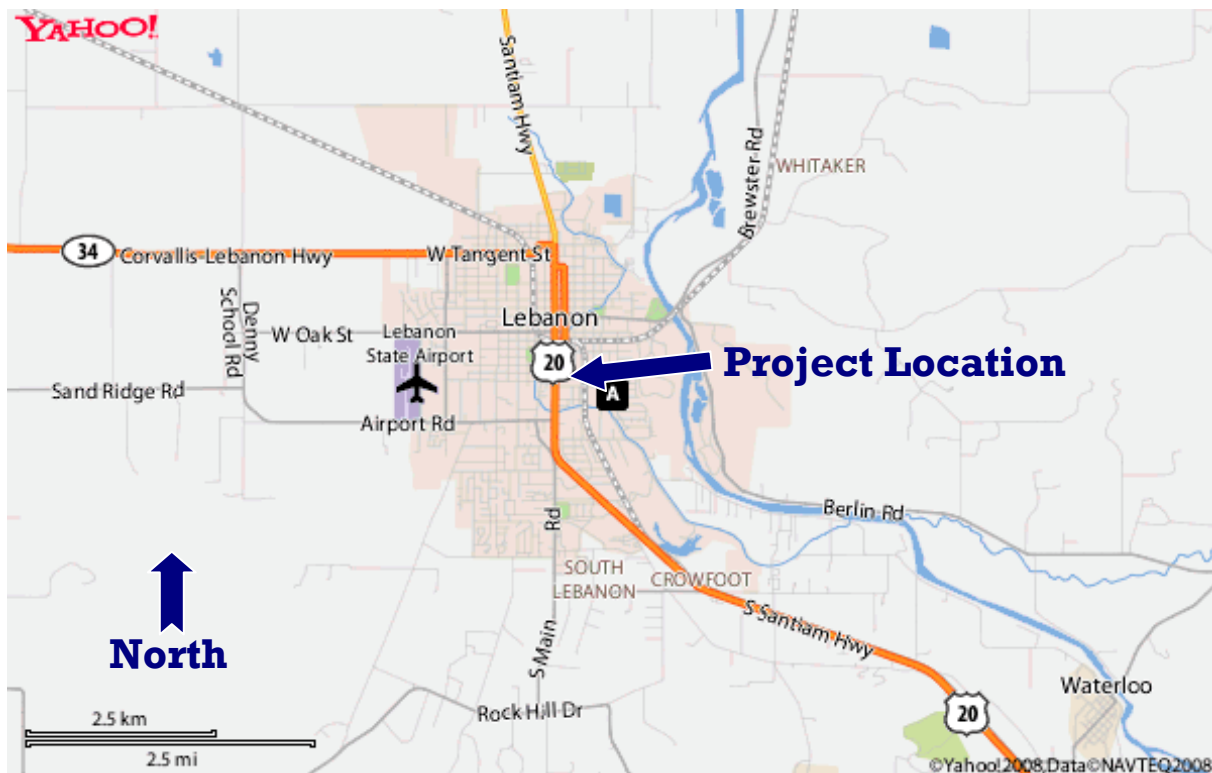 YAHOO!
Santiam Hwy
Brewster Rd
WHITAKER
34
Corvallis Lebanon Hwy
W Tangent St
Denny
School Rd
W Oak St
Lebanon
State Airport
Lebanon
20
Project Location
A
Sand Ridge Rd
Airport Rd
Berlin Rd
Rd
S Main
SOUTH
LEBANON
CROWFOOT
S Santiam Hwy
North
Waterloo
20
Rock Hill Dr
2.5 km
2.5 mi
©Yahoo!2008,Data©NAVTEQ2008